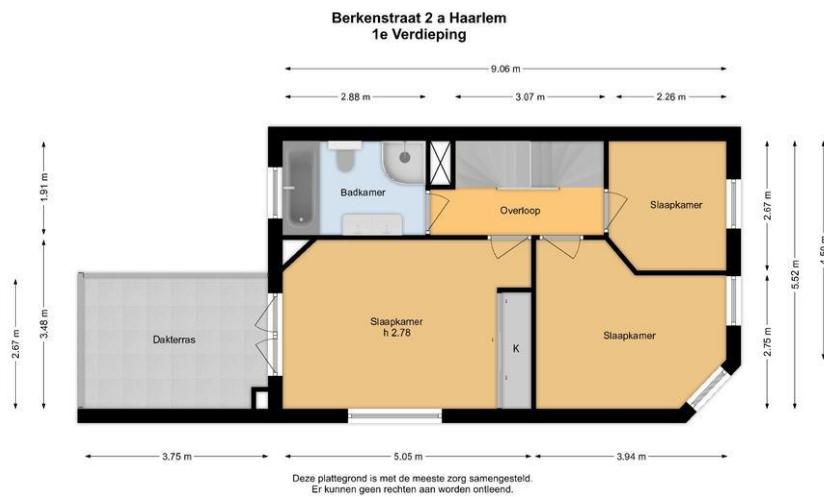 Berkenstraat 2 a Haarlem
1e Verdieping
9.06 m
2.88 m
3.07 m
2.26 m
1.91 m
Badkamer
Overloop
Slaapkamer
2.67 m
4.59 m
5.52 m
3.48 m
2.67 m
Dakterras
Slaapkamer
h 2.78
K
Slaapkamer
2.75 m
3.75 m
5.05 m
3.94 m
Deze plattegrond is met de meeste zorg samengesteld.
Er kunnen geen rechten aan worden ontleend.